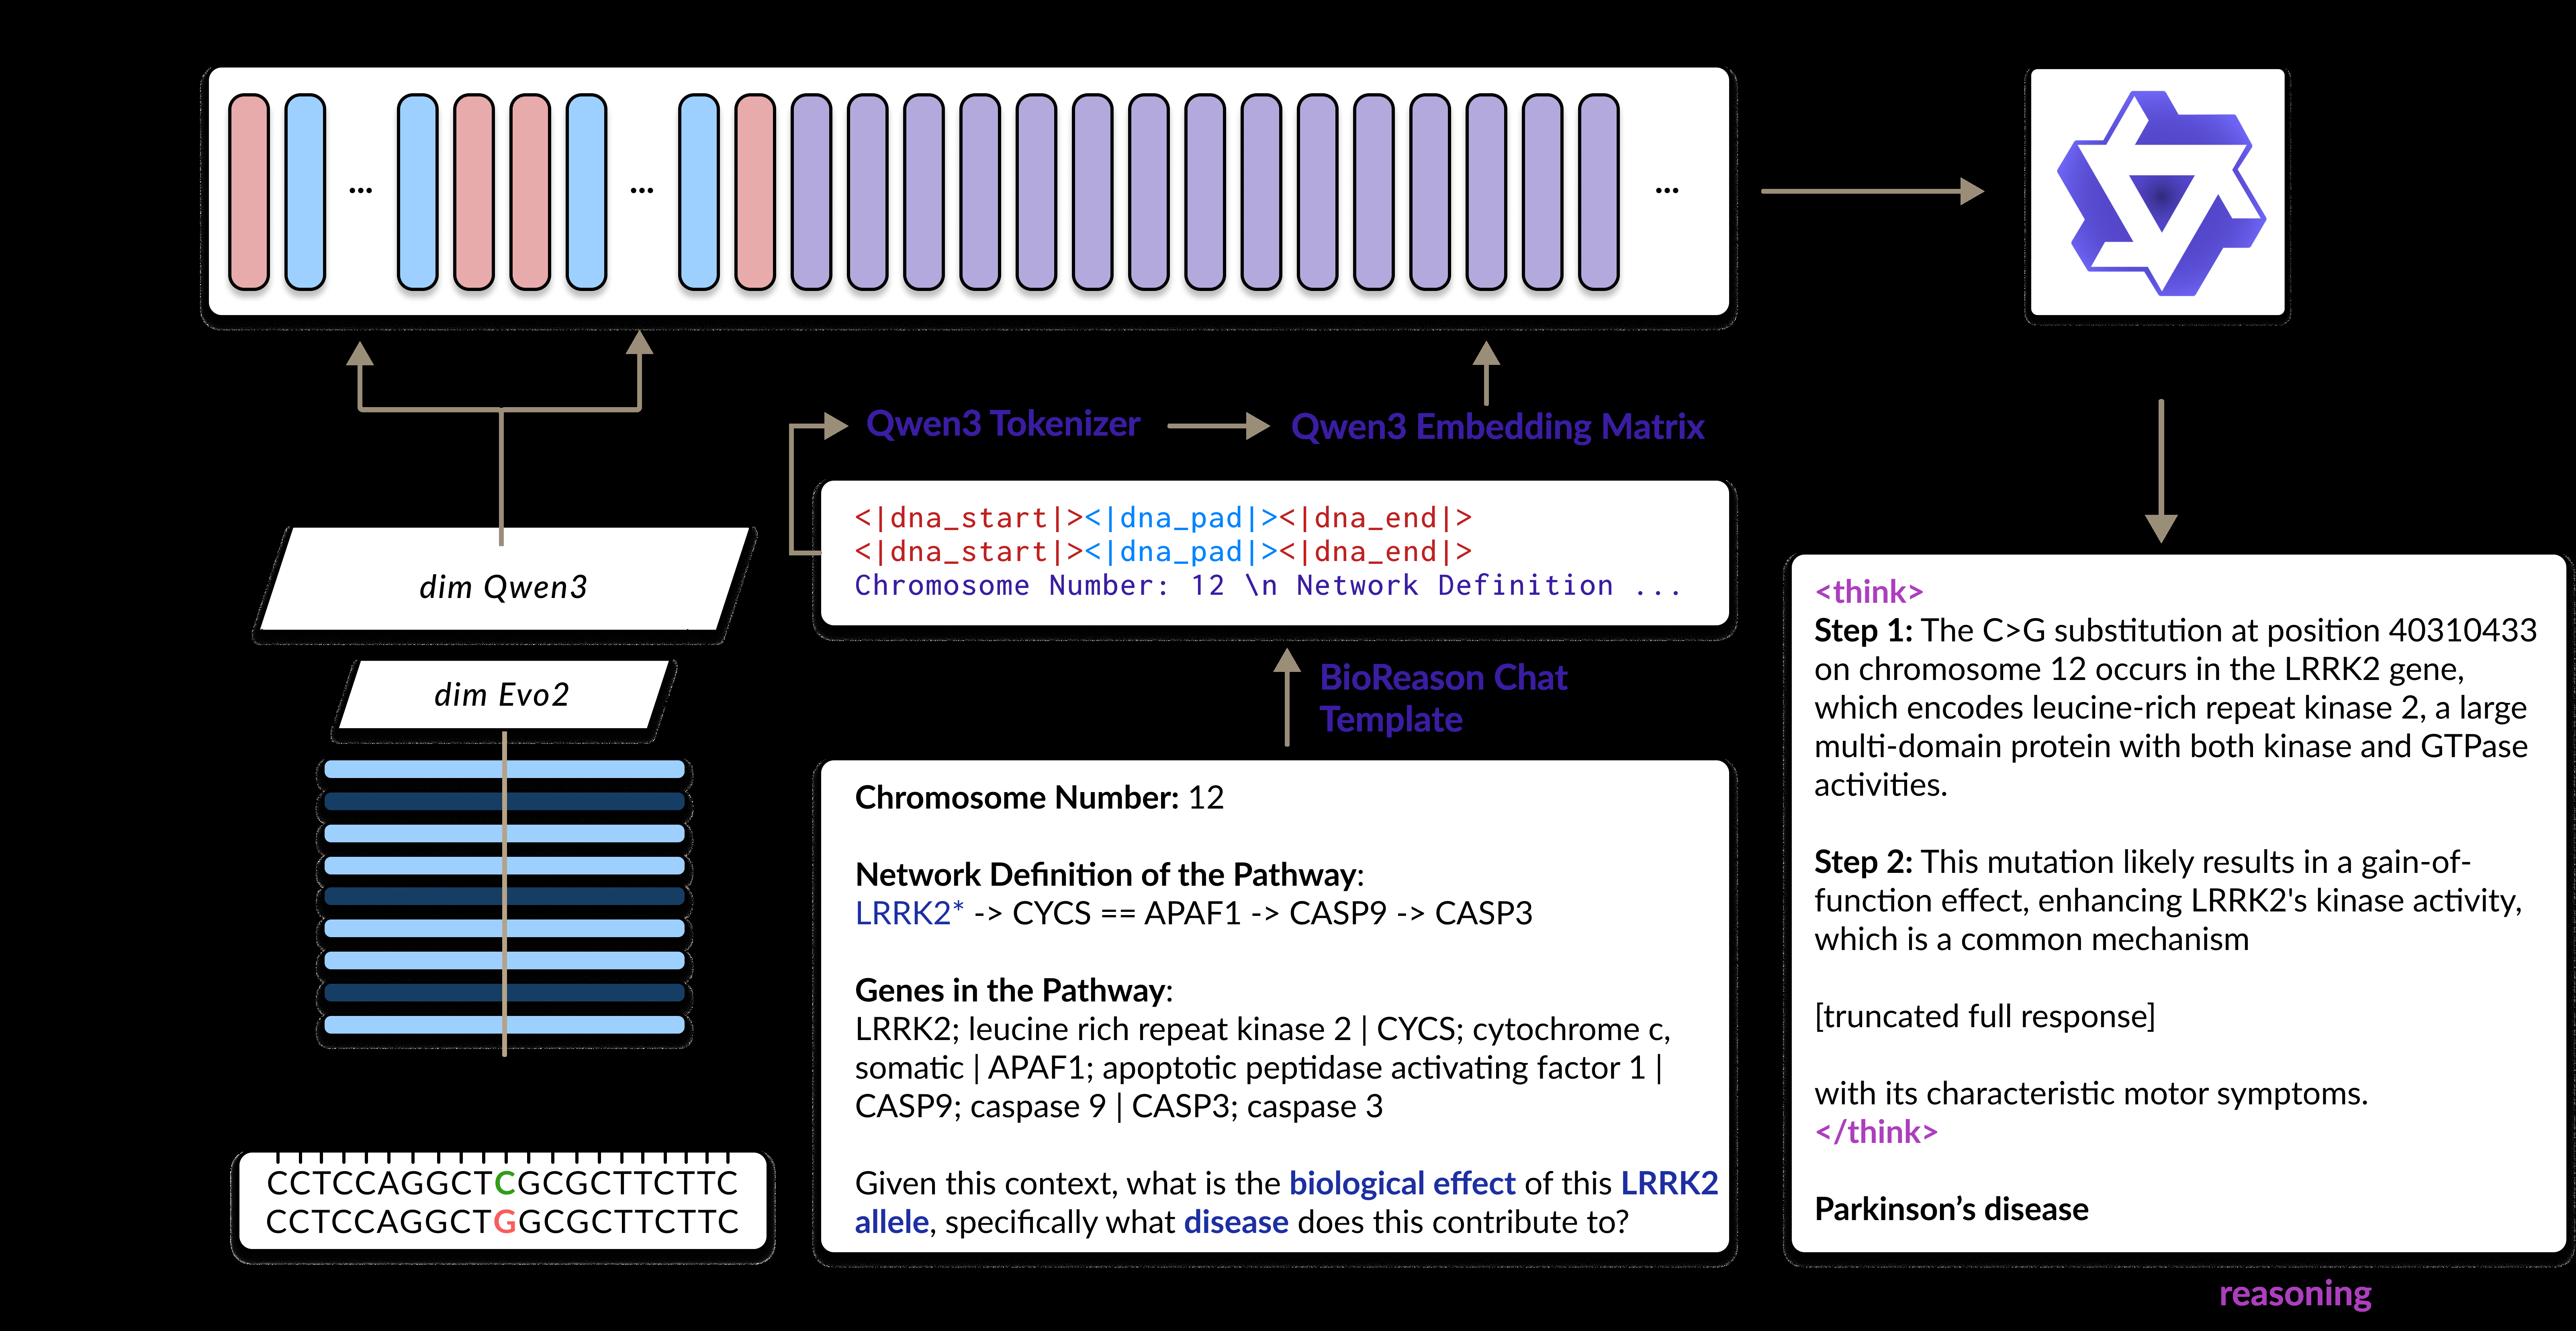 ...
...
...
Qwen3 Tokenizer
Qwen3 Embedding Matrix
<|dna_start|><|dna_pad|><|dna_end|>
<|dna_start|><|dna_pad|><|dna_end|>
Chromosome Number: 12 \n Network Definition ...
dim Qwen3
dim Evo2
BioReason Chat
Template
CCTCCAGGCTCGCGCTTCTTC
CCTCCAGGCTGGCGCTTCTTC
Chromosome Number: 12
Network Definition of the Pathway:
LRRK2* -> CYCS == APAF1 -> CASP9 -> CASP3
Genes in the Pathway:
LRRK2; leucine rich repeat kinase 2 | CYCS; cytochrome c,
somatic | APAF1; apoptotic peptidase activating factor 1 |
CASP9; caspase 9 | CASP3; caspase 3
Given this context, what is the biological effect of this LRRK2
allele, specifically what disease does this contribute to?
<think>
Step 1: The C>G substitution at position 40310433
on chromosome 12 occurs in the LRRK2 gene,
which encodes leucine-rich repeat kinase 2, a large
multi-domain protein with both kinase and GTPase
activities.
Step 2: This mutation likely results in a gain-of-
function effect, enhancing LRRK2's kinase activity,
which is a common mechanism
[truncated full response]
with its characteristic motor symptoms.
</think>
Parkinson’s disease
reasoning